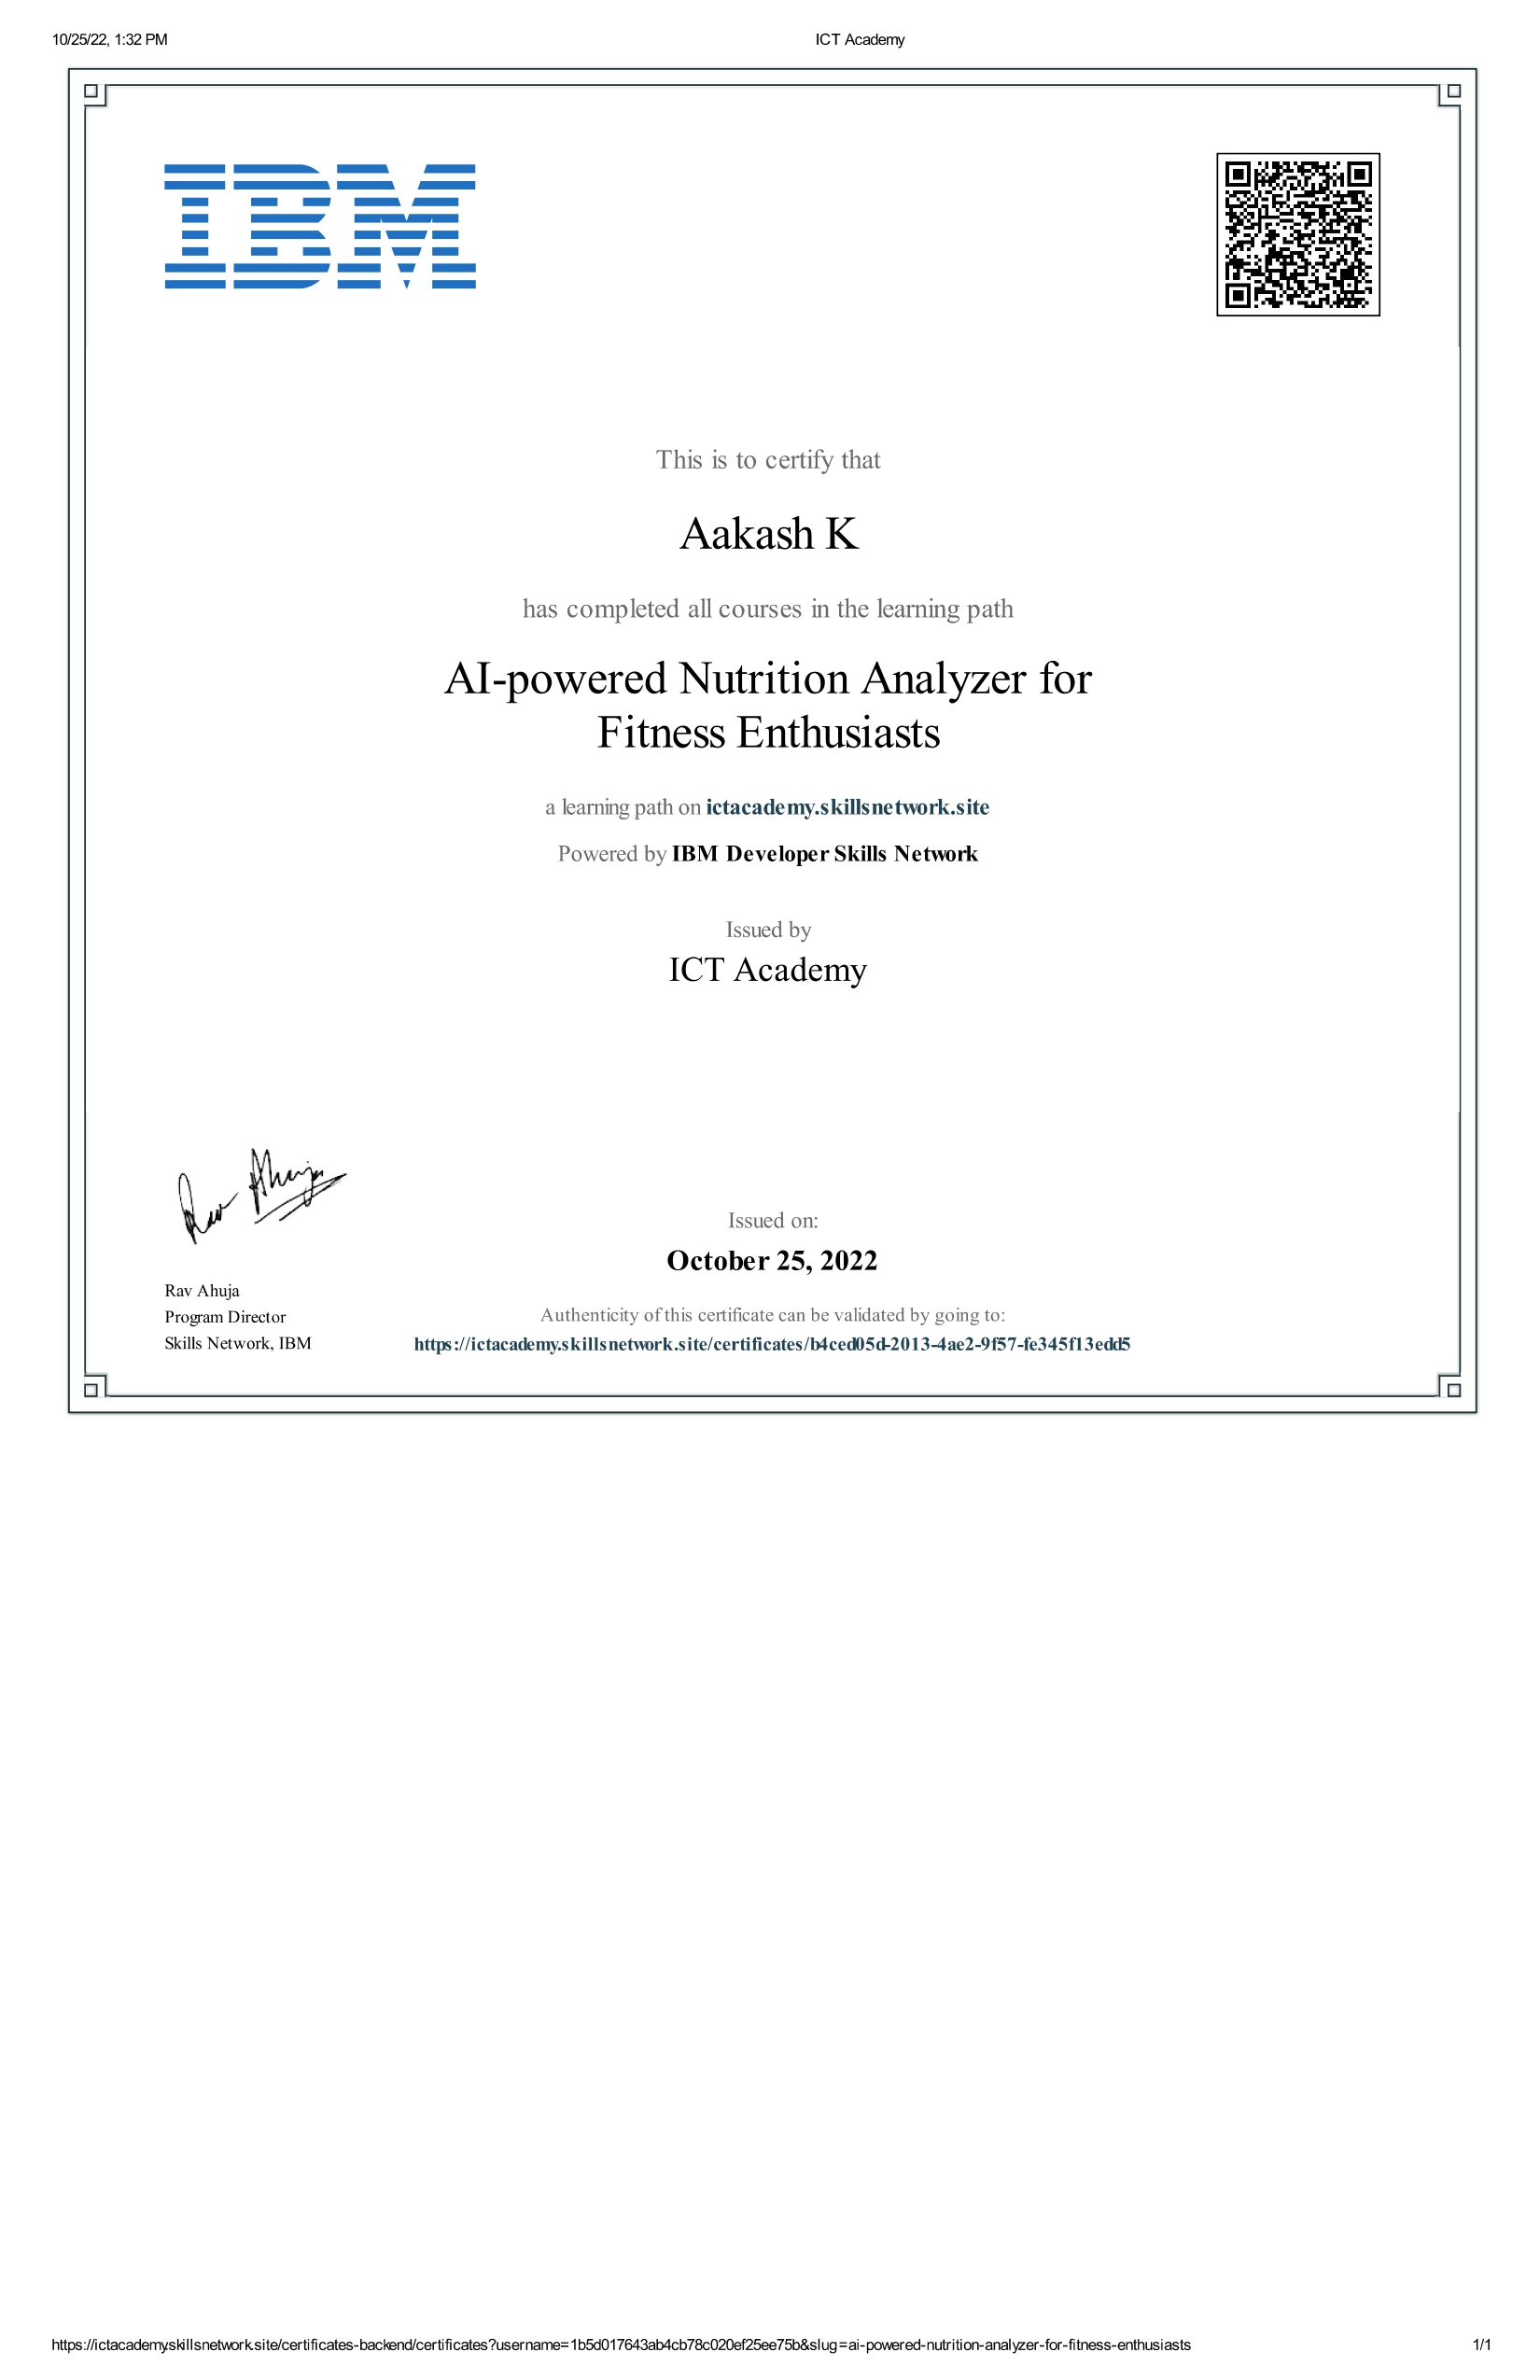 10/25/22, 1:32 PM
ICT Academy
IBM
This is to certify that
Aakash K
has completed all courses in the learning path
AI-powered Nutrition Analyzer for
Fitness Enthusiasts
a learning path on ictacademy.skillsnetwork.site
Powered by IBM Developer Skills Network
Issued by
ICT Academy
Rav Ahuja
Issued on:
October 25, 2022
Rav Ahuja
Program Director
Skills Network, IBM
Authenticity of this certificate can be validated by going to:
https://ictacademy.skillsnetwork.site/certificates/b4ced05d-2013-4ae2-9f57-fe345f13edd5
https://ictacademy.skillsnetwork.site/certificates-backend/certificates?username=1b5d017643ab4cb78c020ef25ee75b&slug=ai-powered-nutrition-analyzer-for-fitness-enthusiasts
1/1